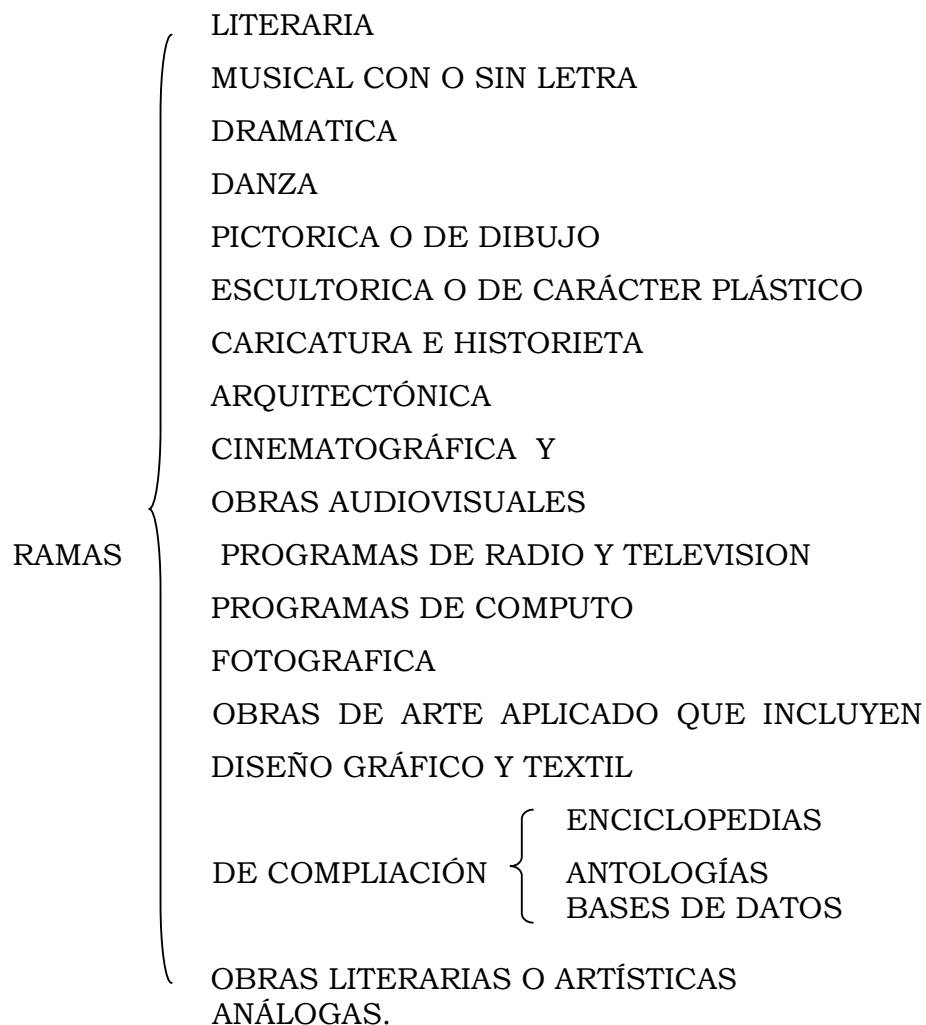 LITERARIA
MUSICAL CON O SIN LETRA
DRAMATICA
DANZA
PICTORICA O DE DIBUJO
ESCULTORICA O DE CARÁCTER PLÁSTICO
CARICATURA E HISTORIETA
ARQUITECTÓNICA
CINEMATOGRÁFICA Y
OBRAS AUDIOVISUALES
RAMAS PROGRAMAS DE RADIO Y TELEVISION
PROGRAMAS DE COMPUTO
FOTOGRAFICA
OBRAS DE ARTE APLICADO QUE INCLUYEN
DISEÑO GRÁFICO Y TEXTIL
ENCICLOPEDIAS
DE COMPLIACIÓN ANTOLOGÍAS
BASES DE DATOS
OBRAS LITERARIAS O ARTÍSTICAS
ANÁLOGAS.